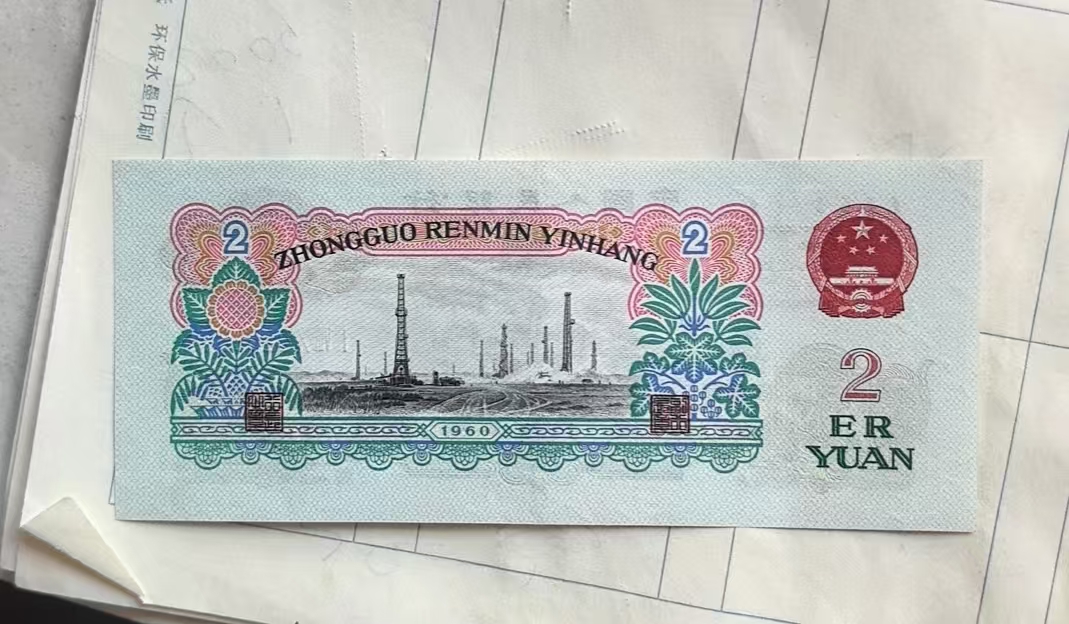 环保水墨印刷
2
2
ZHONGGUO RENMIN YINHANG
1960
2
ER
YUAN